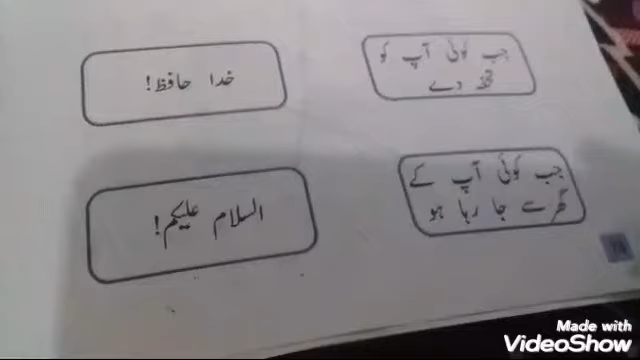 جب کوئی آپ کو
تحفہ دے
خدا حافظ!
جب کوئی آپ کے
گھر سے جا رہا ہو
السلام علیکم!
Made with
VideoShow